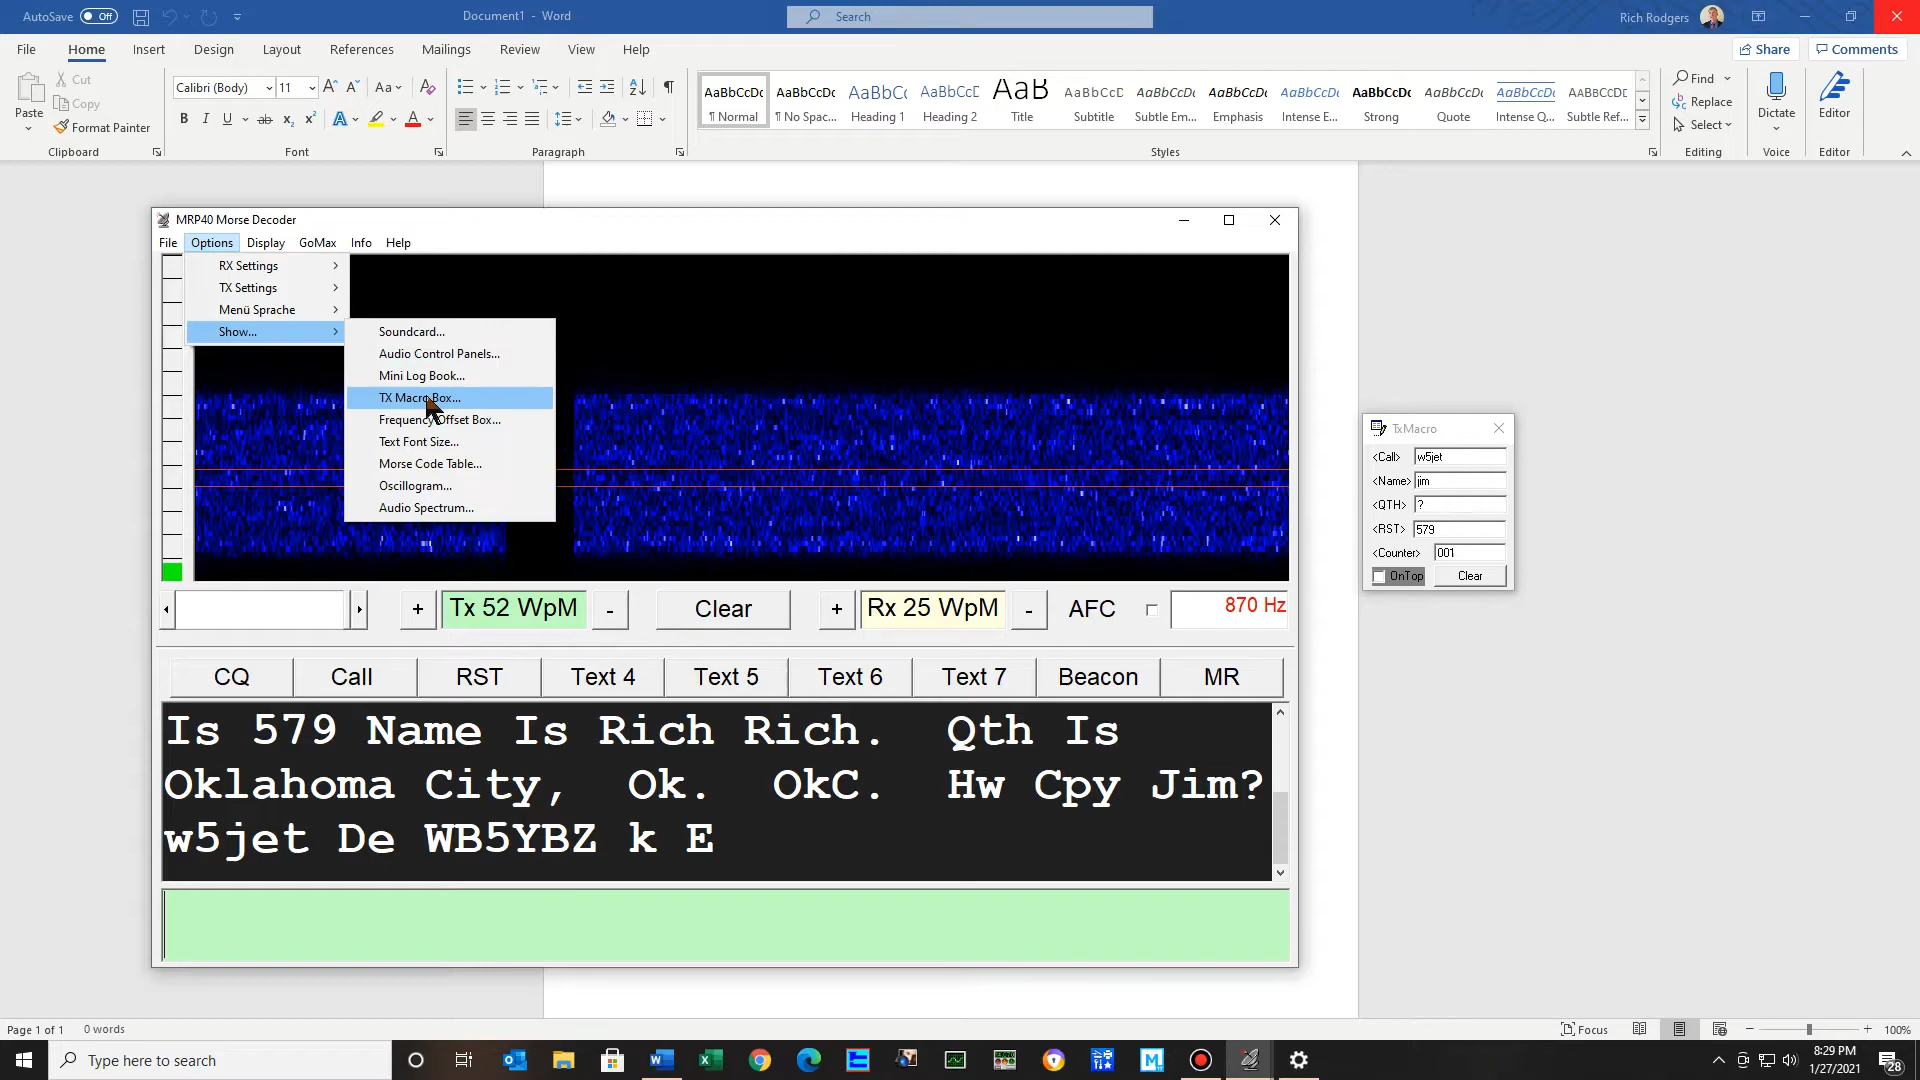 AutoSave Off
Document1 - Word
Search
Rich Rodgers
File Home Insert Design Layout References Mailings Review View Help
Share Comments
Paste
Cut
Copy
Format Painter
Clipboard
Calibri (Body) 11
Font
Paragraph
AaBbCcDc AaBbCcDc AaBbCc AaBbCcD AaB AaBbCcD AaBbCcDc AaBbCcDc AaBbCcDc AaBbCcDc AaBbCcDc AaBbCcDc AaBbCcDc
¶ Normal ¶ No Spac... Heading 1 Heading 2 Title Subtitle Subtle Em... Emphasis Intense E... Strong Quote Intense Q... Subtle Ref...
Styles
Find
Replace
Select
Editing
Dictate
Voice
Editor
Editor
MRP40 Morse Decoder
File Options Display GoMax Info Help
RX Settings
TX Settings
Menü Sprache
Show...
Soundcard...
Audio Control Panels...
Mini Log Book...
TX Macro Box...
Frequency Offset Box...
Text Font Size...
Morse Code Table...
Oscillogram...
Audio Spectrum...
+ Tx 52 WpM - Clear + Rx 25 WpM - AFC 870 Hz
CQ Call RST Text 4 Text 5 Text 6 Text 7 Beacon MR
Is 579 Name Is Rich Rich. Qth Is
Oklahoma City, Ok. OkC. Hw Cpy Jim?
w5jet De WB5YBZ k E
TxMacro
<Call> w5jet
<Name> jim
<QTH> ?
<RST> 579
<Counter> 001
OnTop Clear
Page 1 of 1 0 words
Focus
100%
Type here to search
8:29 PM
1/27/2021
28